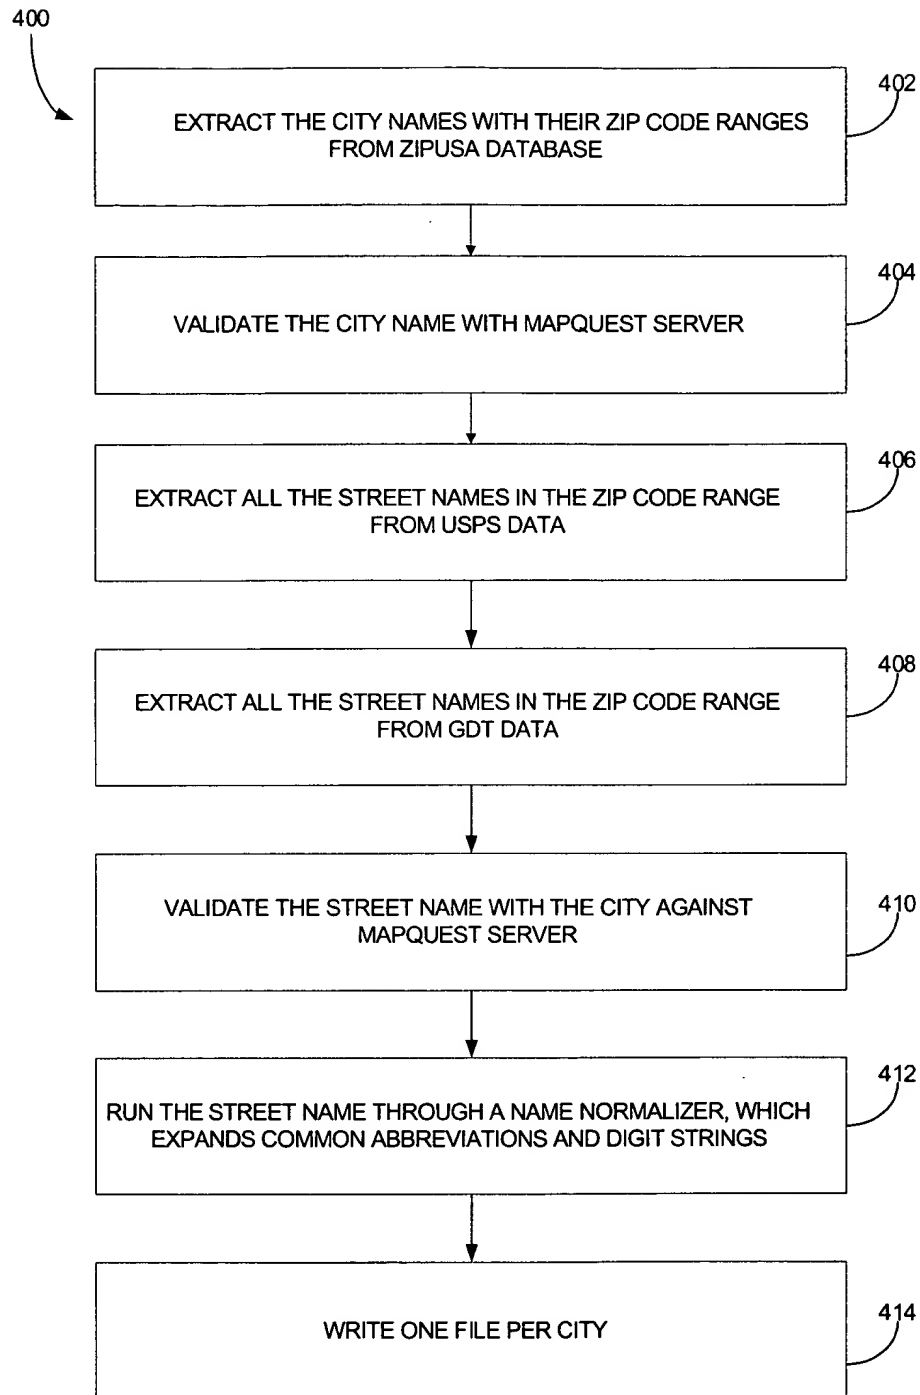 400
402
EXTRACT THE CITY NAMES WITH THEIR ZIP CODE RANGES
FROM ZIPUSA DATABASE
404
VALIDATE THE CITY NAME WITH MAPQUEST SERVER
406
EXTRACT ALL THE STREET NAMES IN THE ZIP CODE RANGE
FROM USPS DATA
408
EXTRACT ALL THE STREET NAMES IN THE ZIP CODE RANGE
FROM GDT DATA
410
VALIDATE THE STREET NAME WITH THE CITY AGAINST
MAPQUEST SERVER
412
RUN THE STREET NAME THROUGH A NAME NORMALIZER, WHICH
EXPANDS COMMON ABBREVIATIONS AND DIGIT STRINGS
414
WRITE ONE FILE PER CITY